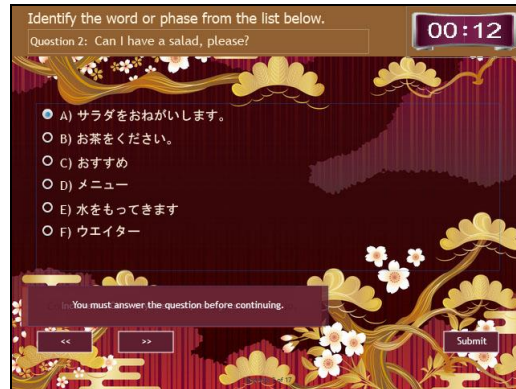 Identify the word or phase from the list below.
00:12
Question 2: Can I have a salad, please?
A) サラダをおねがいします。
B) お茶をください。
C) おすすめ
D) メニュー
E) 水をもってきます
F) ウエイター
You must answer the question before continuing.
<< >> Submit